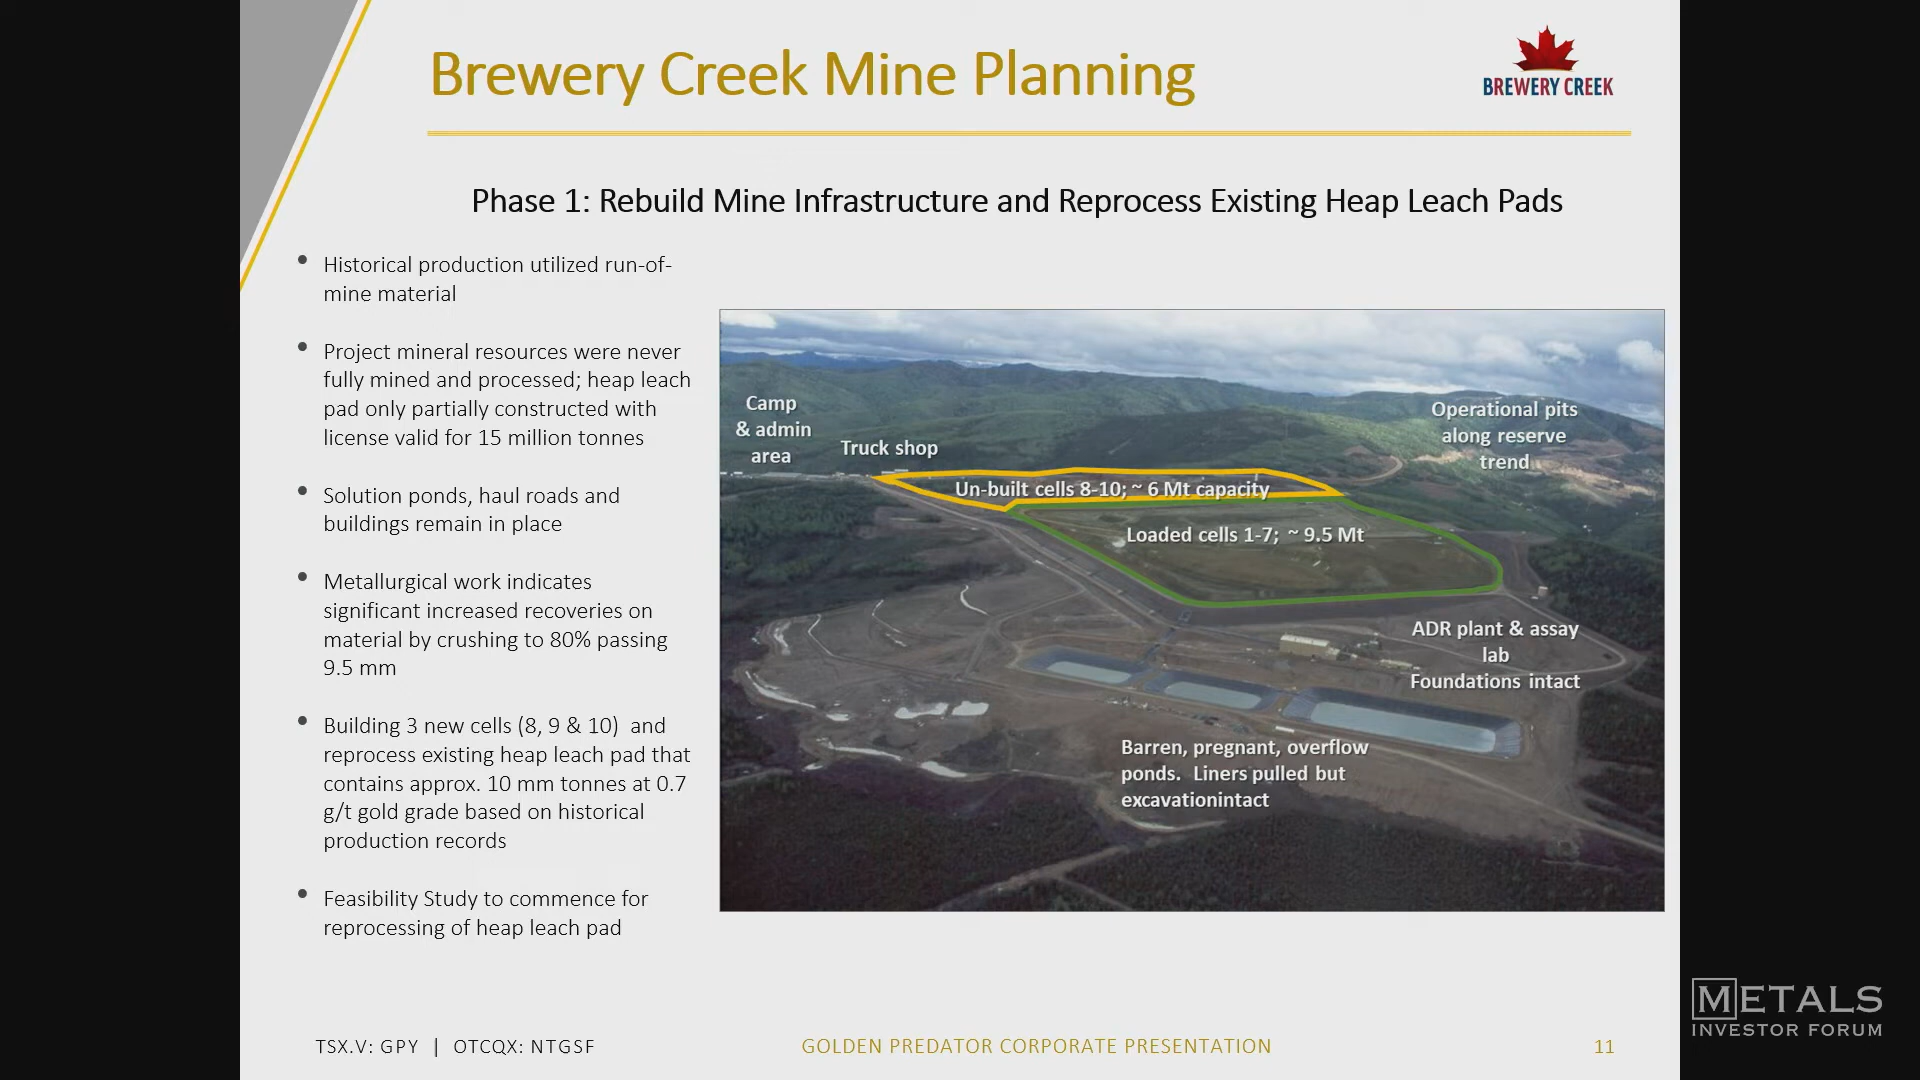 Brewery Creek Mine Planning
BREWERY CREEK
Phase 1: Rebuild Mine Infrastructure and Reprocess Existing Heap Leach Pads
• Historical production utilized run-of-
mine material
• Project mineral resources were never
fully mined and processed; heap leach
pad only partially constructed with
license valid for 15 million tonnes
• Solution ponds, haul roads and
buildings remain in place
• Metallurgical work indicates
significant increased recoveries on
material by crushing to 80% passing
9.5 mm
• Building 3 new cells (8, 9 & 10) and
reprocess existing heap leach pad that
contains approx. 10 mm tonnes at 0.7
g/t gold grade based on historical
production records
• Feasibility Study to commence for
reprocessing of heap leach pad
Camp
& admin
area
Truck shop
Operational pits
along reserve
trend
Un-built cells 8-10; ~ 6 Mt capacity
Loaded cells 1-7; ~ 9.5 Mt
ADR plant & assay
lab
Foundations intact
Barren, pregnant, overflow
ponds. Liners pulled but
excavationintact
TSX.V: GPY | OTCQX: NTGSF
GOLDEN PREDATOR CORPORATE PRESENTATION
11
METALS
INVESTOR FORUM